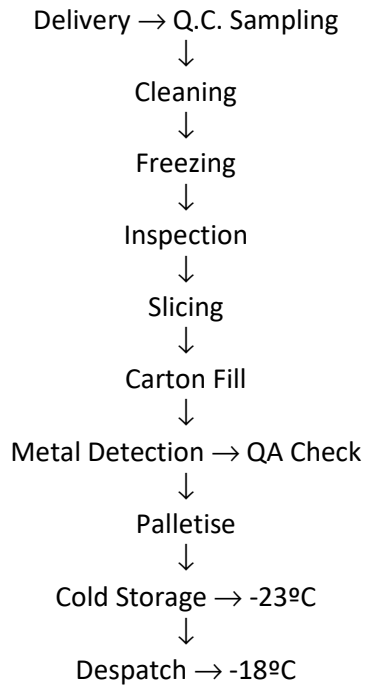 Delivery → Q.C. Sampling
↓
Cleaning
↓
Freezing
↓
Inspection
↓
Slicing
↓
Carton Fill
↓
Metal Detection → QA Check
↓
Palletise
↓
Cold Storage → -23ºC
↓
Despatch → -18ºC